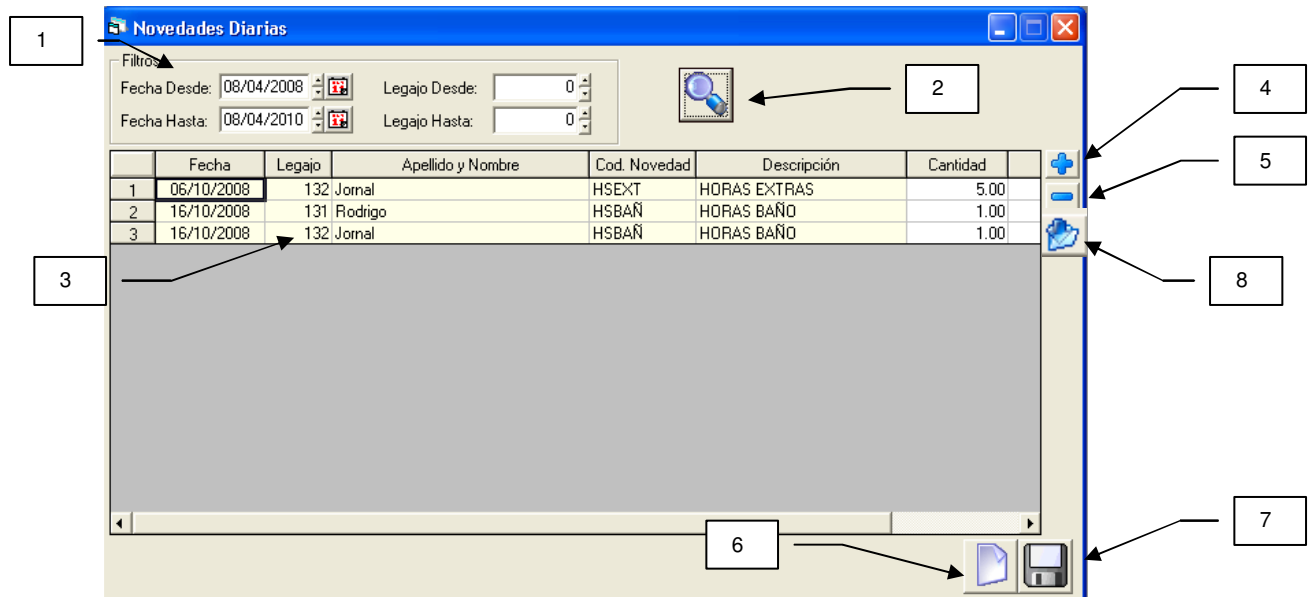 1
Novedades Diarias
Filtros
Fecha Desde: 08/04/2008 Legajo Desde: 0
Fecha Hasta: 08/04/2010 Legajo Hasta: 0
2
4
5
Fecha Legajo Apellido y Nombre Cod. Novedad Descripción Cantidad
1 06/10/2008 132 Jornal HSEXT HORAS EXTRAS 5.00
2 16/10/2008 131 Rodrigo HSBAÑ HORAS BAÑO 1.00
3 16/10/2008 132 Jornal HSBAÑ HORAS BAÑO 1.00
3
8
6
7